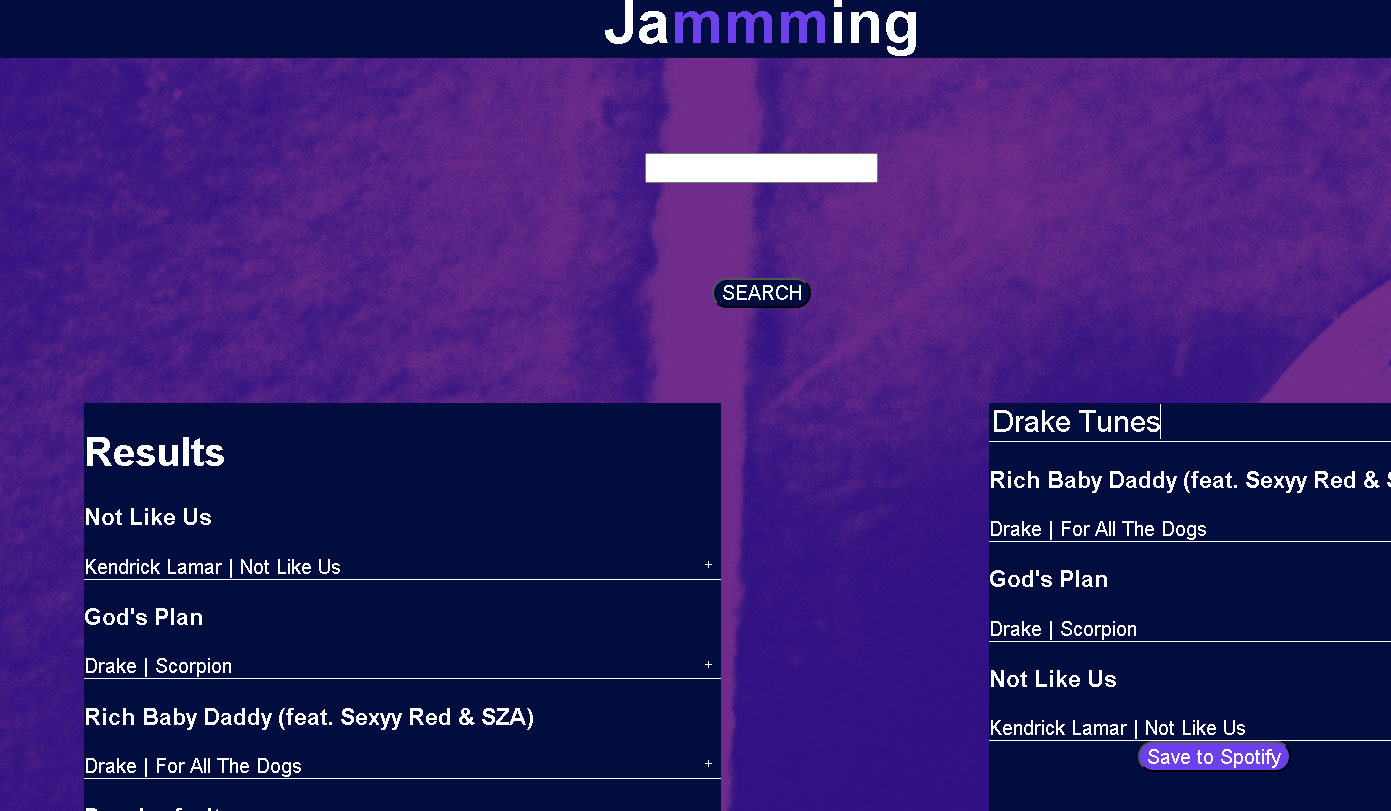 Jammming
SEARCH
Results
Not Like Us
Kendrick Lamar | Not Like Us +
God's Plan
Drake | Scorpion +
Rich Baby Daddy (feat. Sexyy Red & SZA)
Drake | For All The Dogs +
Drake Tunes
Rich Baby Daddy (feat. Sexyy Red &
Drake | For All The Dogs
God's Plan
Drake | Scorpion
Not Like Us
Kendrick Lamar | Not Like Us
Save to Spotify